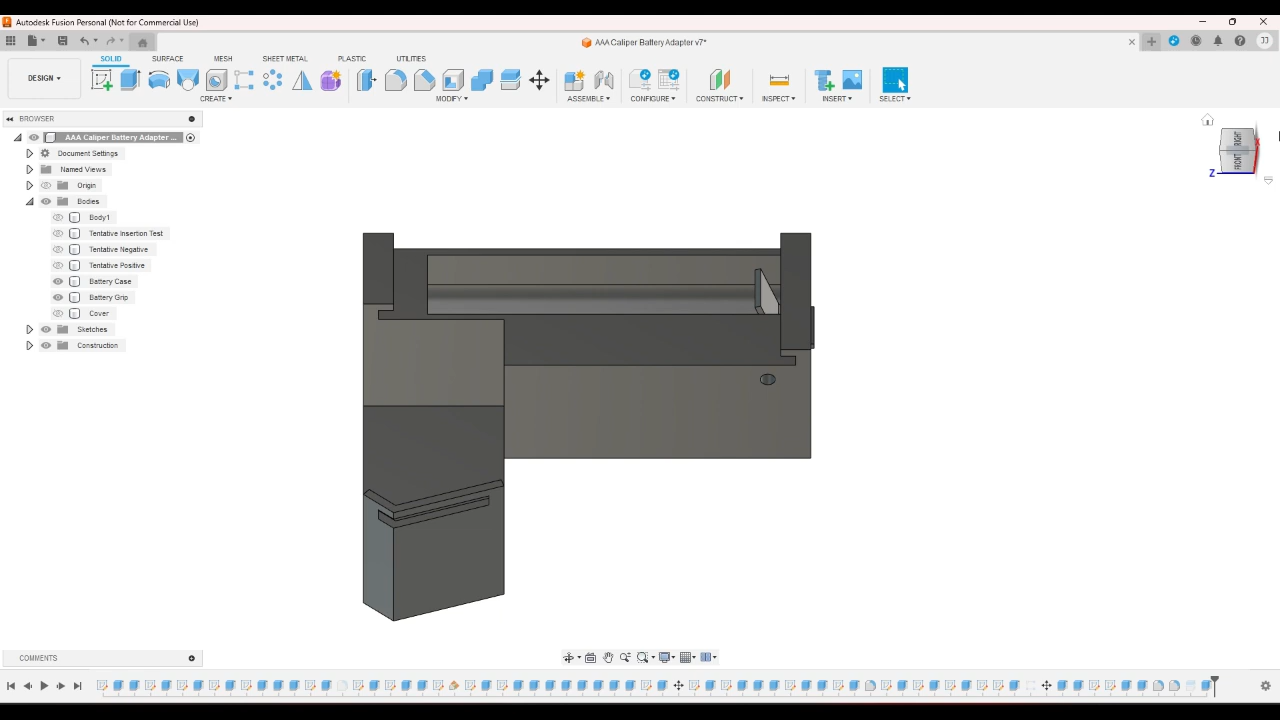 Autodesk Fusion Personal (Not for Commercial Use)
AAA Caliper Battery Adapter v7*
JJ
DESIGN
SOLID SURFACE MESH SHEET METAL PLASTIC UTILITIES
CREATE MODIFY ASSEMBLE CONFIGURE CONSTRUCT INSPECT INSERT SELECT
BROWSER
AAA Caliper Battery Adapter ...
Document Settings
Named Views
Origin
Bodies
Body1
Tentative Insertion Test
Tentative Negative
Tentative Positive
Battery Case
Battery Grip
Cover
Sketches
Construction
RIGHT
FRONT
X
Z
COMMENTS